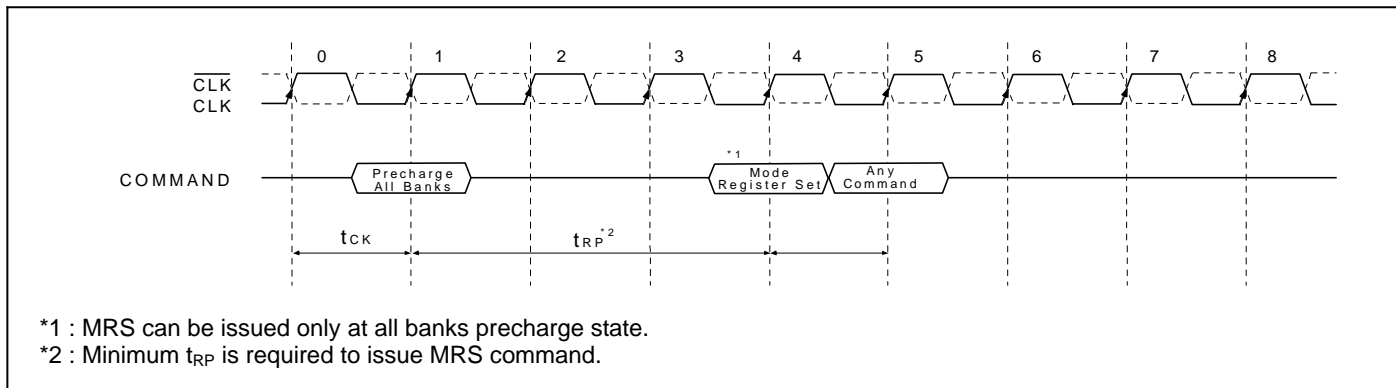 0 1 2 3 4 5 6 7 8
CLK
CLK
COMMAND
Precharge
All Banks
*1
Mode
Register Set
Any
Command
tCK
tRP*2
*1 : MRS can be issued only at all banks precharge state.
*2 : Minimum tRP is required to issue MRS command.